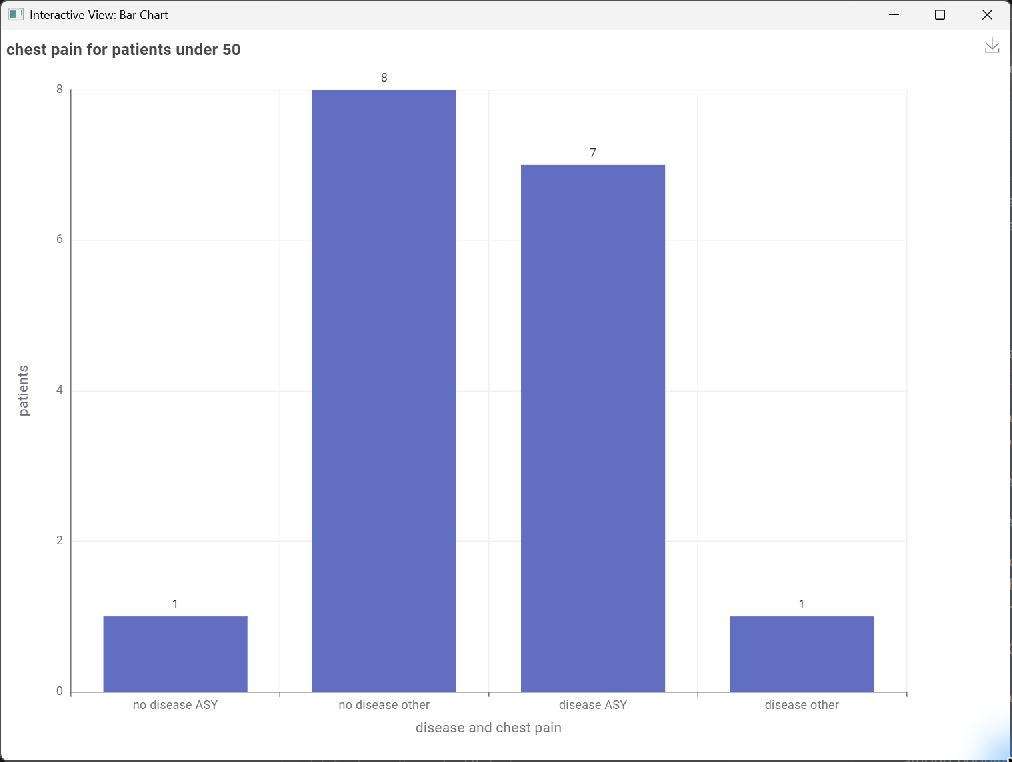 Interactive View: Bar Chart
chest pain for patients under 50
8
7
1
1
8
6
4
2
0
patients
no disease ASY
no disease other
disease ASY
disease other
disease and chest pain